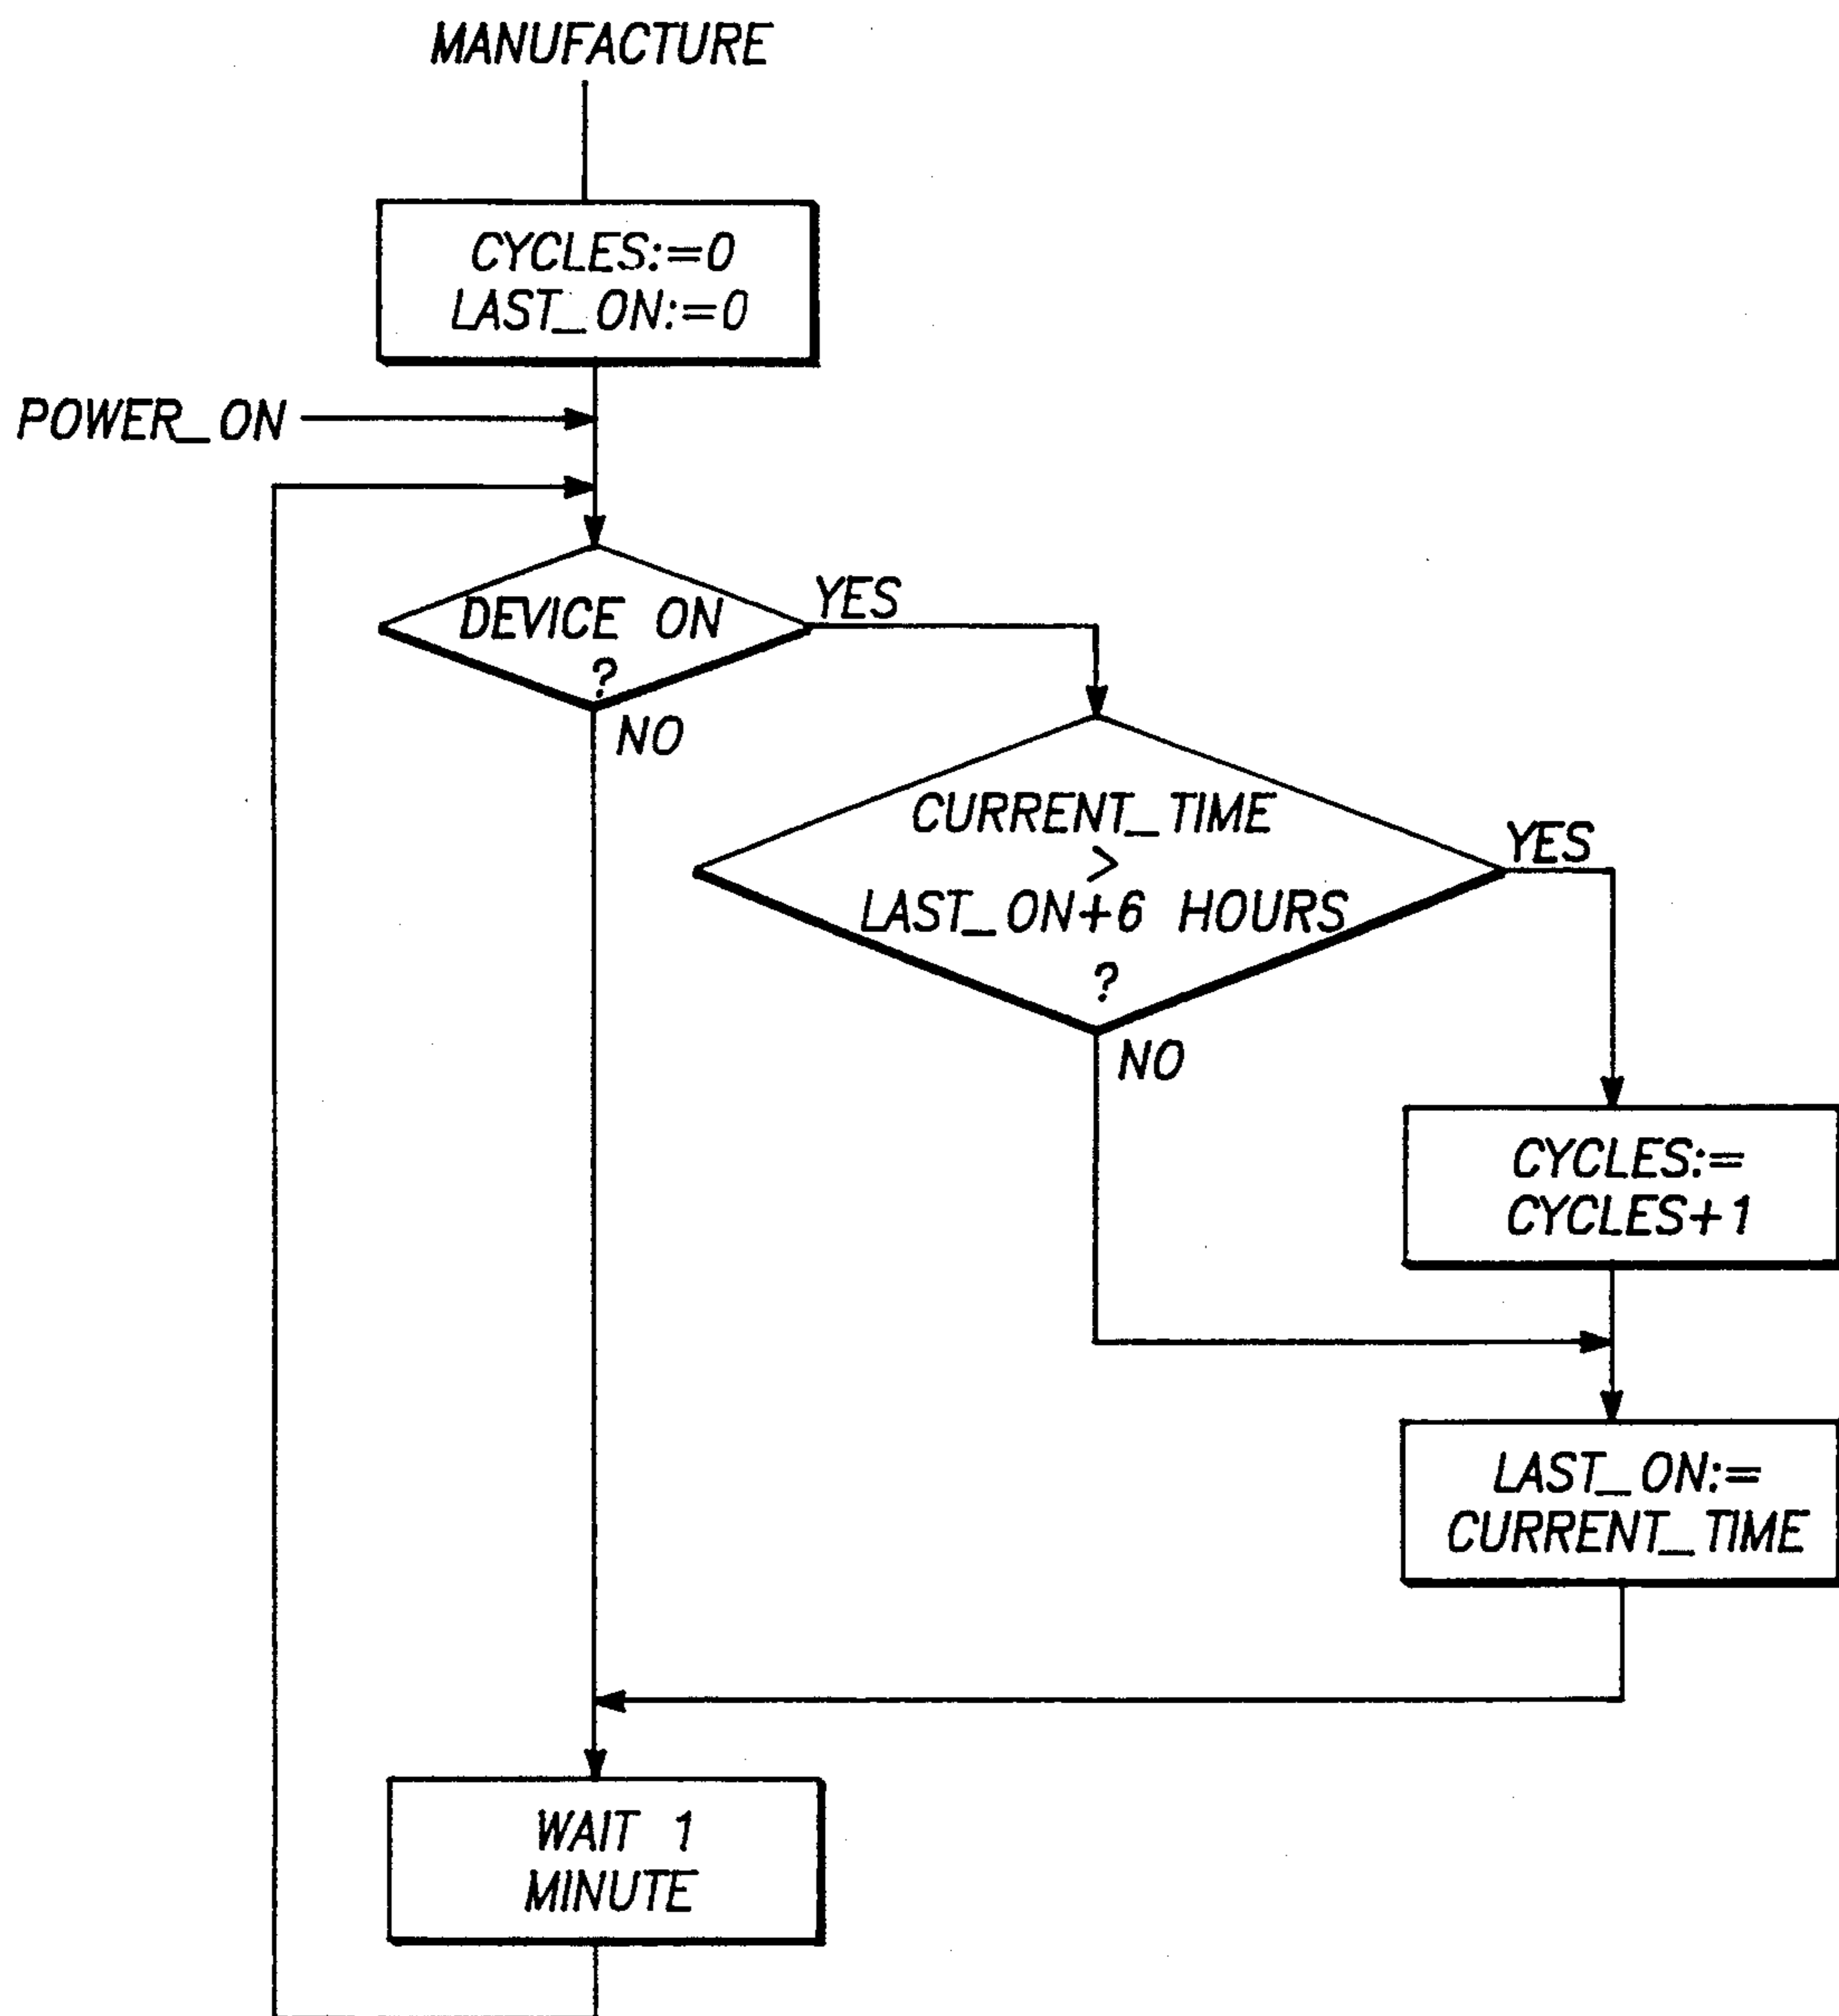 MANUFACTURE
CYCLES:=0
LAST_ON:=0
POWER_ON
DEVICE ON
?
YES
NO
CURRENT_TIME
>
LAST_ON+6 HOURS
?
YES
NO
CYCLES:=
CYCLES+1
LAST_ON:=
CURRENT_TIME
WAIT 1
MINUTE